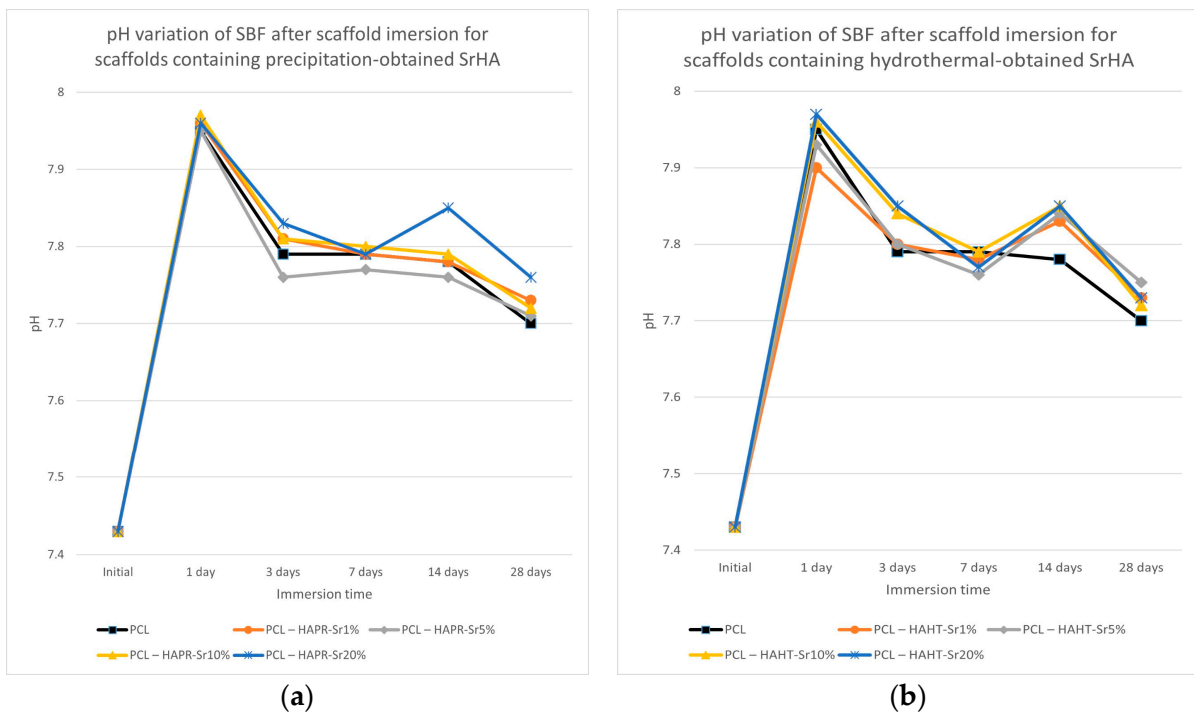 pH variation of SBF after scaffold imersion for
scaffolds containing precipitation-obtained SrHA
8
7.9
7.8
7.7
7.6
7.5
7.4
pH
Initial
1 day
3 days
7 days
14 days
28 days
Immersion time
PCL
PCL – HAPR-Sr1%
PCL – HAPR-Sr5%
PCL – HAPR-Sr10%
PCL – HAPR-Sr20%
(a)
pH variation of SBF after scaffold imersion for
scaffolds containing hydrothermal-obtained SrHA
8
7.9
7.8
7.7
7.6
7.5
7.4
pH
Initial
1 day
3 days
7 days
14 days
28 days
Immersion time
PCL
PCL – HAHT-Sr1%
PCL – HAHT-Sr5%
PCL – HAHT-Sr10%
PCL – HAHT-Sr20%
(b)